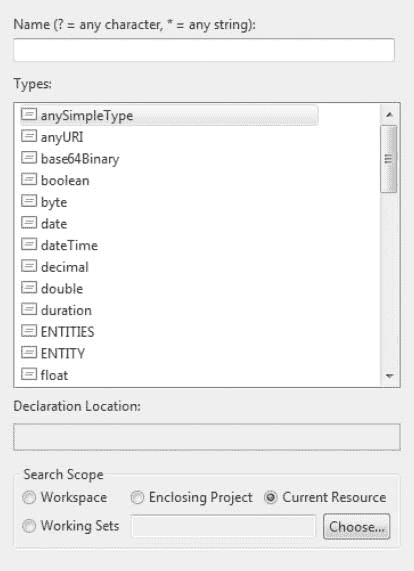 Name (? = any character, * = any string):
Types:
anySimpleType
anyURI
base64Binary
boolean
byte
date
dateTime
decimal
double
duration
ENTITIES
ENTITY
float
Declaration Location:
Search Scope
Workspace Enclosing Project Current Resource
Working Sets Choose...